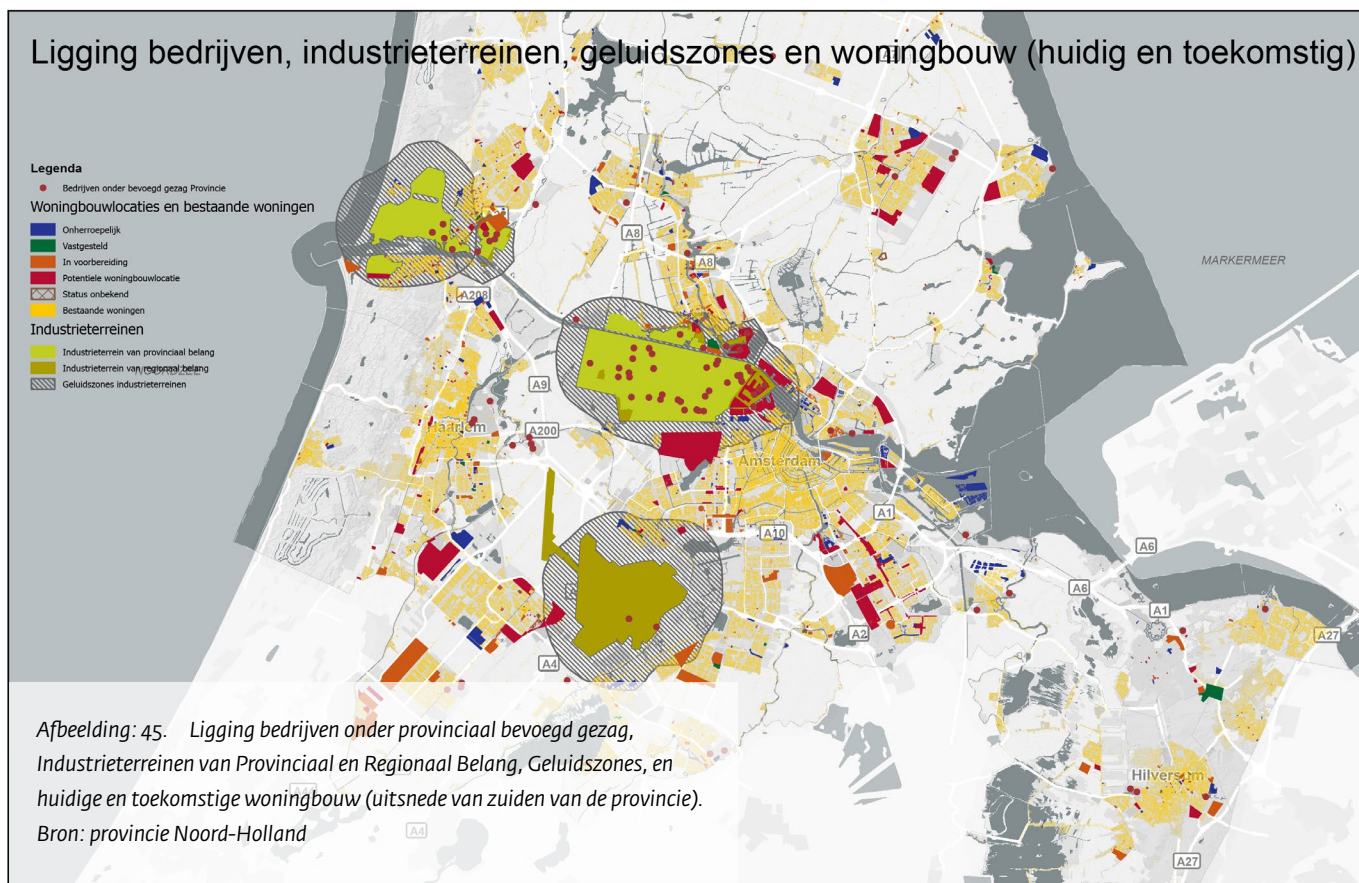 Ligging bedrijven, industrieterreinen, geluidszones en woningbouw (huidig en toekomstig)
Legenda
Bedrijven onder bevoegd gezag Provincie
Woningbouwlocaties en bestaande woningen
Onherroepelijk
Vastgesteld
In voorbereiding
Potentiele woningbouwlocatie
Status onbekend
Bestaande woningen
Industrieterreinen
Industrieterrein van provinciaal belang
Industrieterrein van regionaal belang
Geluidszones industrieterreinen
NOORDZEE
MARKERMEER
A8
A8
A208
A9
A200
Haarlem
Amsterdam
A10
A1
A6
A6
A1
A27
A2
A4
Hilversum
A27
A4
A4
Afbeelding: 45. Ligging bedrijven onder provinciaal bevoegd gezag,
Industrieterreinen van Provinciaal en Regionaal Belang, Geluidszones, en
huidige en toekomstige woningbouw (uitsnede van zuiden van de provincie).
Bron: provincie Noord-Holland